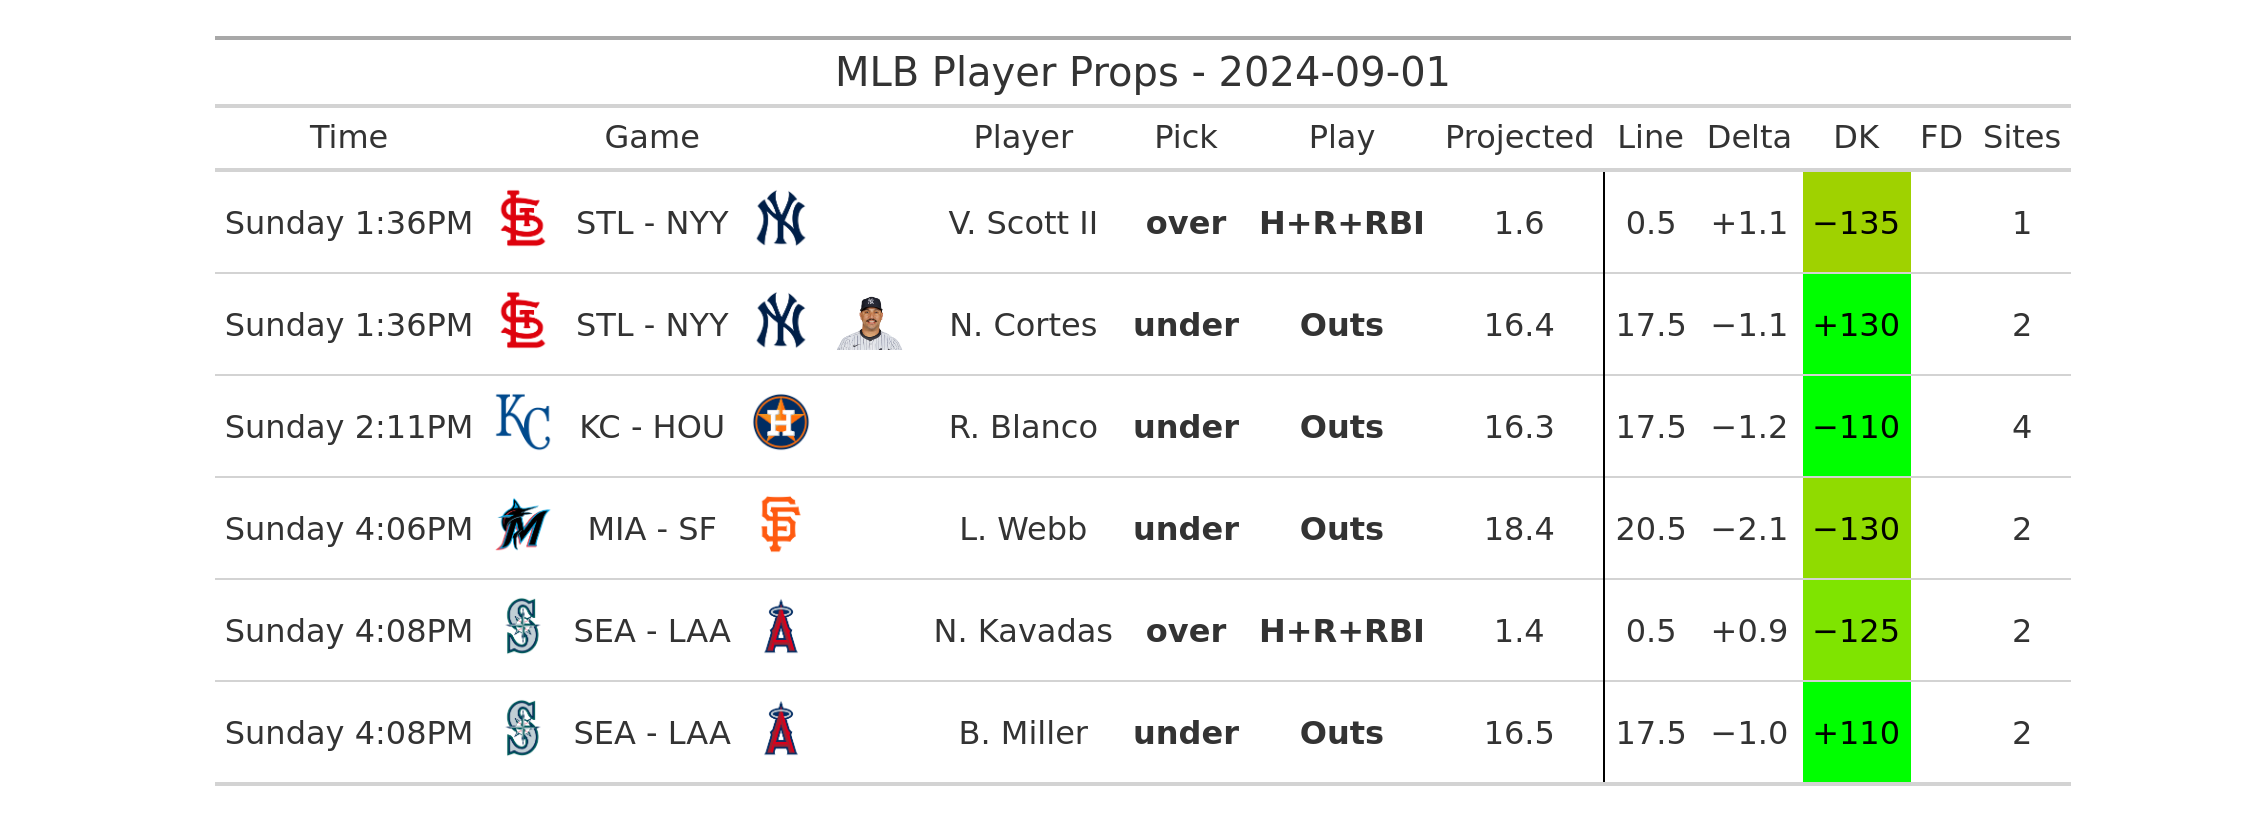 MLB Player Props - 2024-09-01
Time Game Player Pick Play Projected Line Delta DK FD Sites
Sunday 1:36PM STL - NYY V. Scott II over H+R+RBI 1.6 0.5 +1.1 −135 1
Sunday 1:36PM STL - NYY N. Cortes under Outs 16.4 17.5 −1.1 +130 2
Sunday 2:11PM KC - HOU R. Blanco under Outs 16.3 17.5 −1.2 −110 4
Sunday 4:06PM MIA - SF L. Webb under Outs 18.4 20.5 −2.1 −130 2
Sunday 4:08PM SEA - LAA N. Kavadas over H+R+RBI 1.4 0.5 +0.9 −125 2
Sunday 4:08PM SEA - LAA B. Miller under Outs 16.5 17.5 −1.0 +110 2